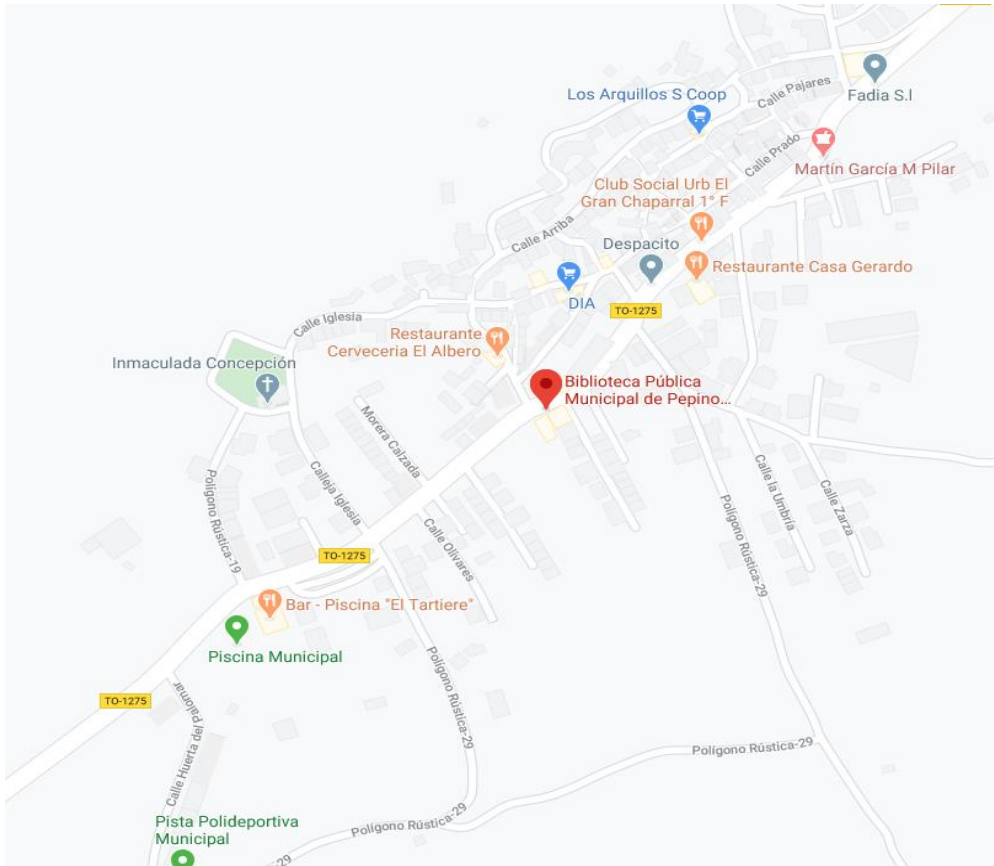 Calle Pajares
Los Arquillos S Coop
Fadia S.l
Calle Prado
Martín García M Pilar
Club Social Urb El
Gran Chaparral 1° F
Calle Arriba
Despacito
Restaurante Casa Gerardo
DIA
TO-1275
Calle Iglesia
Restaurante
Cerveceria El Albero
Inmaculada Concepción
Biblioteca Pública
Municipal de Pepino...
Morera Calzada
Calleja Iglesia
Polígono Rústica-19
Calle la Umbría
Calle Zarza
Calle Olivares
Polígono Rústica-29
TO-1275
Bar - Piscina "El Tartiere"
Piscina Municipal
Polígono Rústica-29
TO-1275
Calle Huerta del Palomar
Polígono Rústica-29
Pista Polideportiva
Municipal
Polígono Rústica-29
-29